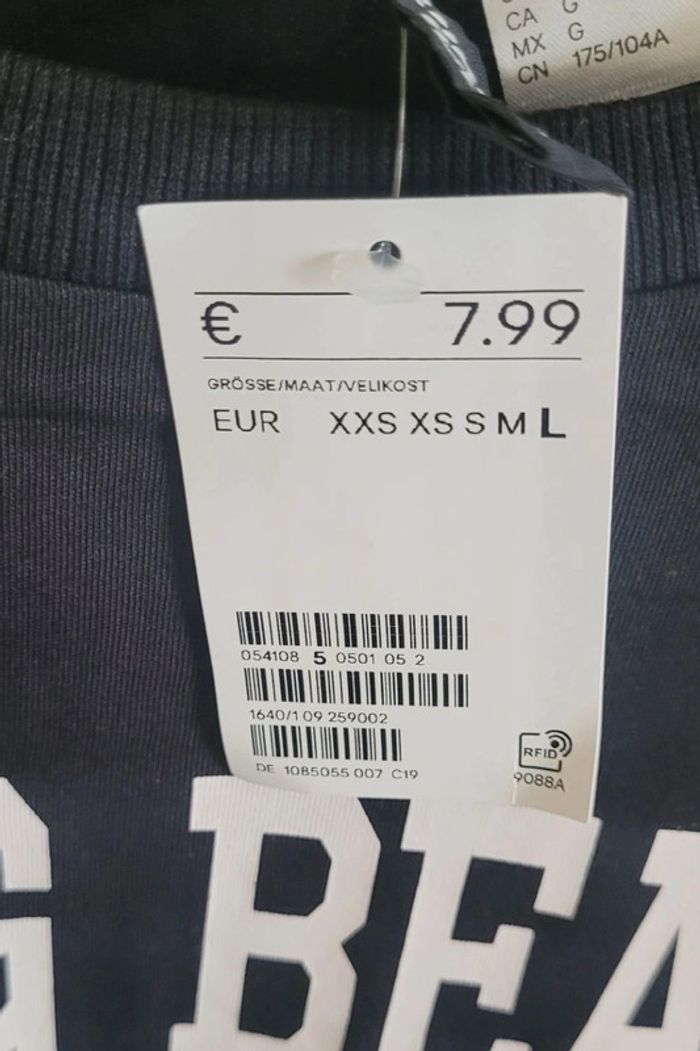 CA G
MX G
CN 175/104A
€ 7.99
GRÖSSE/MAAT/VELIKOST
EUR XXS XS S M L
054108 5 0501 05 2
1640/1 09 259002
DE 1085055 007 C19
RFID
9088A
G BEA